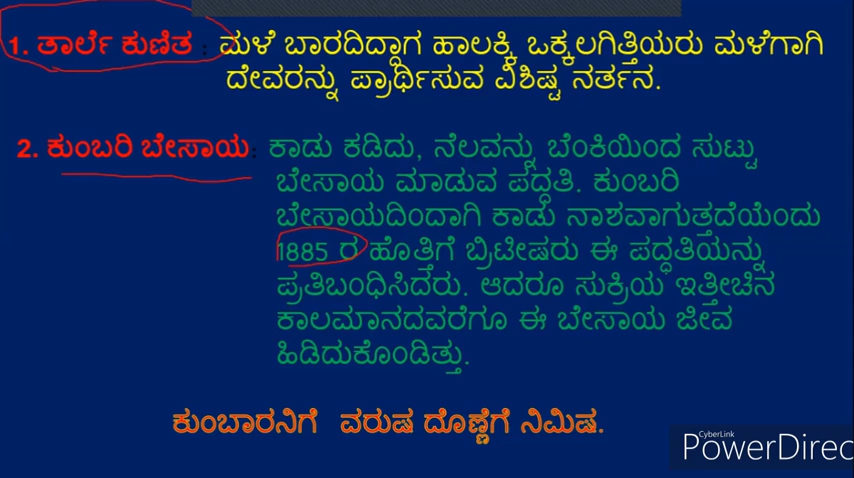 1. ತಾರ್ಲೆ ಕುಣಿತ : ಮಳೆ ಬಾರದಿದ್ದಾಗ ಹಾಲಕ್ಕಿ ಒಕ್ಕಲಗಿತ್ತಿಯರು ಮಳೆಗಾಗಿ
ದೇವರನ್ನು ಪ್ರಾರ್ಥಿಸುವ ವಿಶಿಷ್ಟ ನರ್ತನ.
2. ಕುಂಬರಿ ಬೇಸಾಯ: ಕಾಡು ಕಡಿದು, ನೆಲವನ್ನು ಬೆಂಕಿಯಿಂದ ಸುಟ್ಟು
ಬೇಸಾಯ ಮಾಡುವ ಪದ್ಧತಿ. ಕುಂಬರಿ
ಬೇಸಾಯದಿಂದಾಗಿ ಕಾಡು ನಾಶವಾಗುತ್ತದೆಯೆಂದು
1885 ರ ಹೊತ್ತಿಗೆ ಬ್ರಿಟೀಷರು ಈ ಪದ್ಧತಿಯನ್ನು
ಪ್ರತಿಬಂಧಿಸಿದರು. ಆದರೂ ಸುಕ್ರಿಯ ಇತ್ತೀಚಿನ
ಕಾಲಮಾನದವರೆಗೂ ಈ ಬೇಸಾಯ ಜೀವ
ಹಿಡಿದುಕೊಂಡಿತ್ತು.
ಕುಂಬಾರನಿಗೆ ವರುಷ ದೊಣ್ಣೆಗೆ ನಿಮಿಷ.
CyberLink
PowerDirec